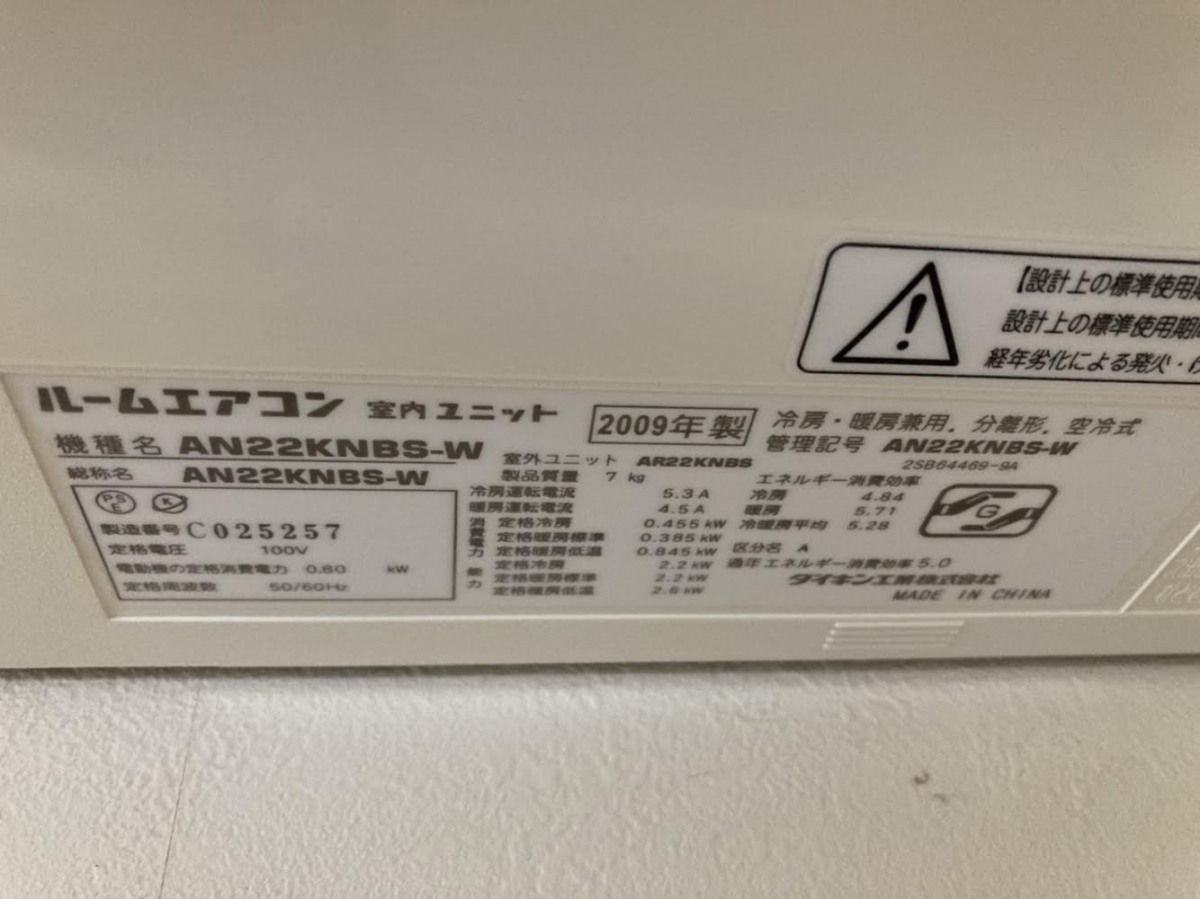 【設計上の標準使用期
設計上の標準使用期間
経年劣化による発火・
ルームエアコン 室内ユニット 2009年製 冷房・暖房兼用，分離形，空冷式
機種名 AN22KNBS-W 管理記号 AN22KNBS-W
総称名 AN22KNBS-W 室外ユニット AR22KNBS 2SB64469-9A
製品質量 7 kg エネルギー消費効率
PSE 冷房運転電流 5.3 A 冷房 4.84
暖房運転電流 4.5 A 暖房 5.71
製造番号 C025257 消費電力 定格冷房 0.455 kW 冷暖房平均 5.28 G
定格暖房標準 0.385 kW
定格電圧 100V 定格暖房低温 0.845 kW 区分名 A
電動機の定格消費電力 0.60 kW 能力 定格冷房 2.2 kW 通年エネルギー消費効率 5.0
定格周波数 50/60Hz 定格暖房標準 2.2 kW ダイキン工業株式会社
定格暖房低温 2.6 kW MADE IN CHINA